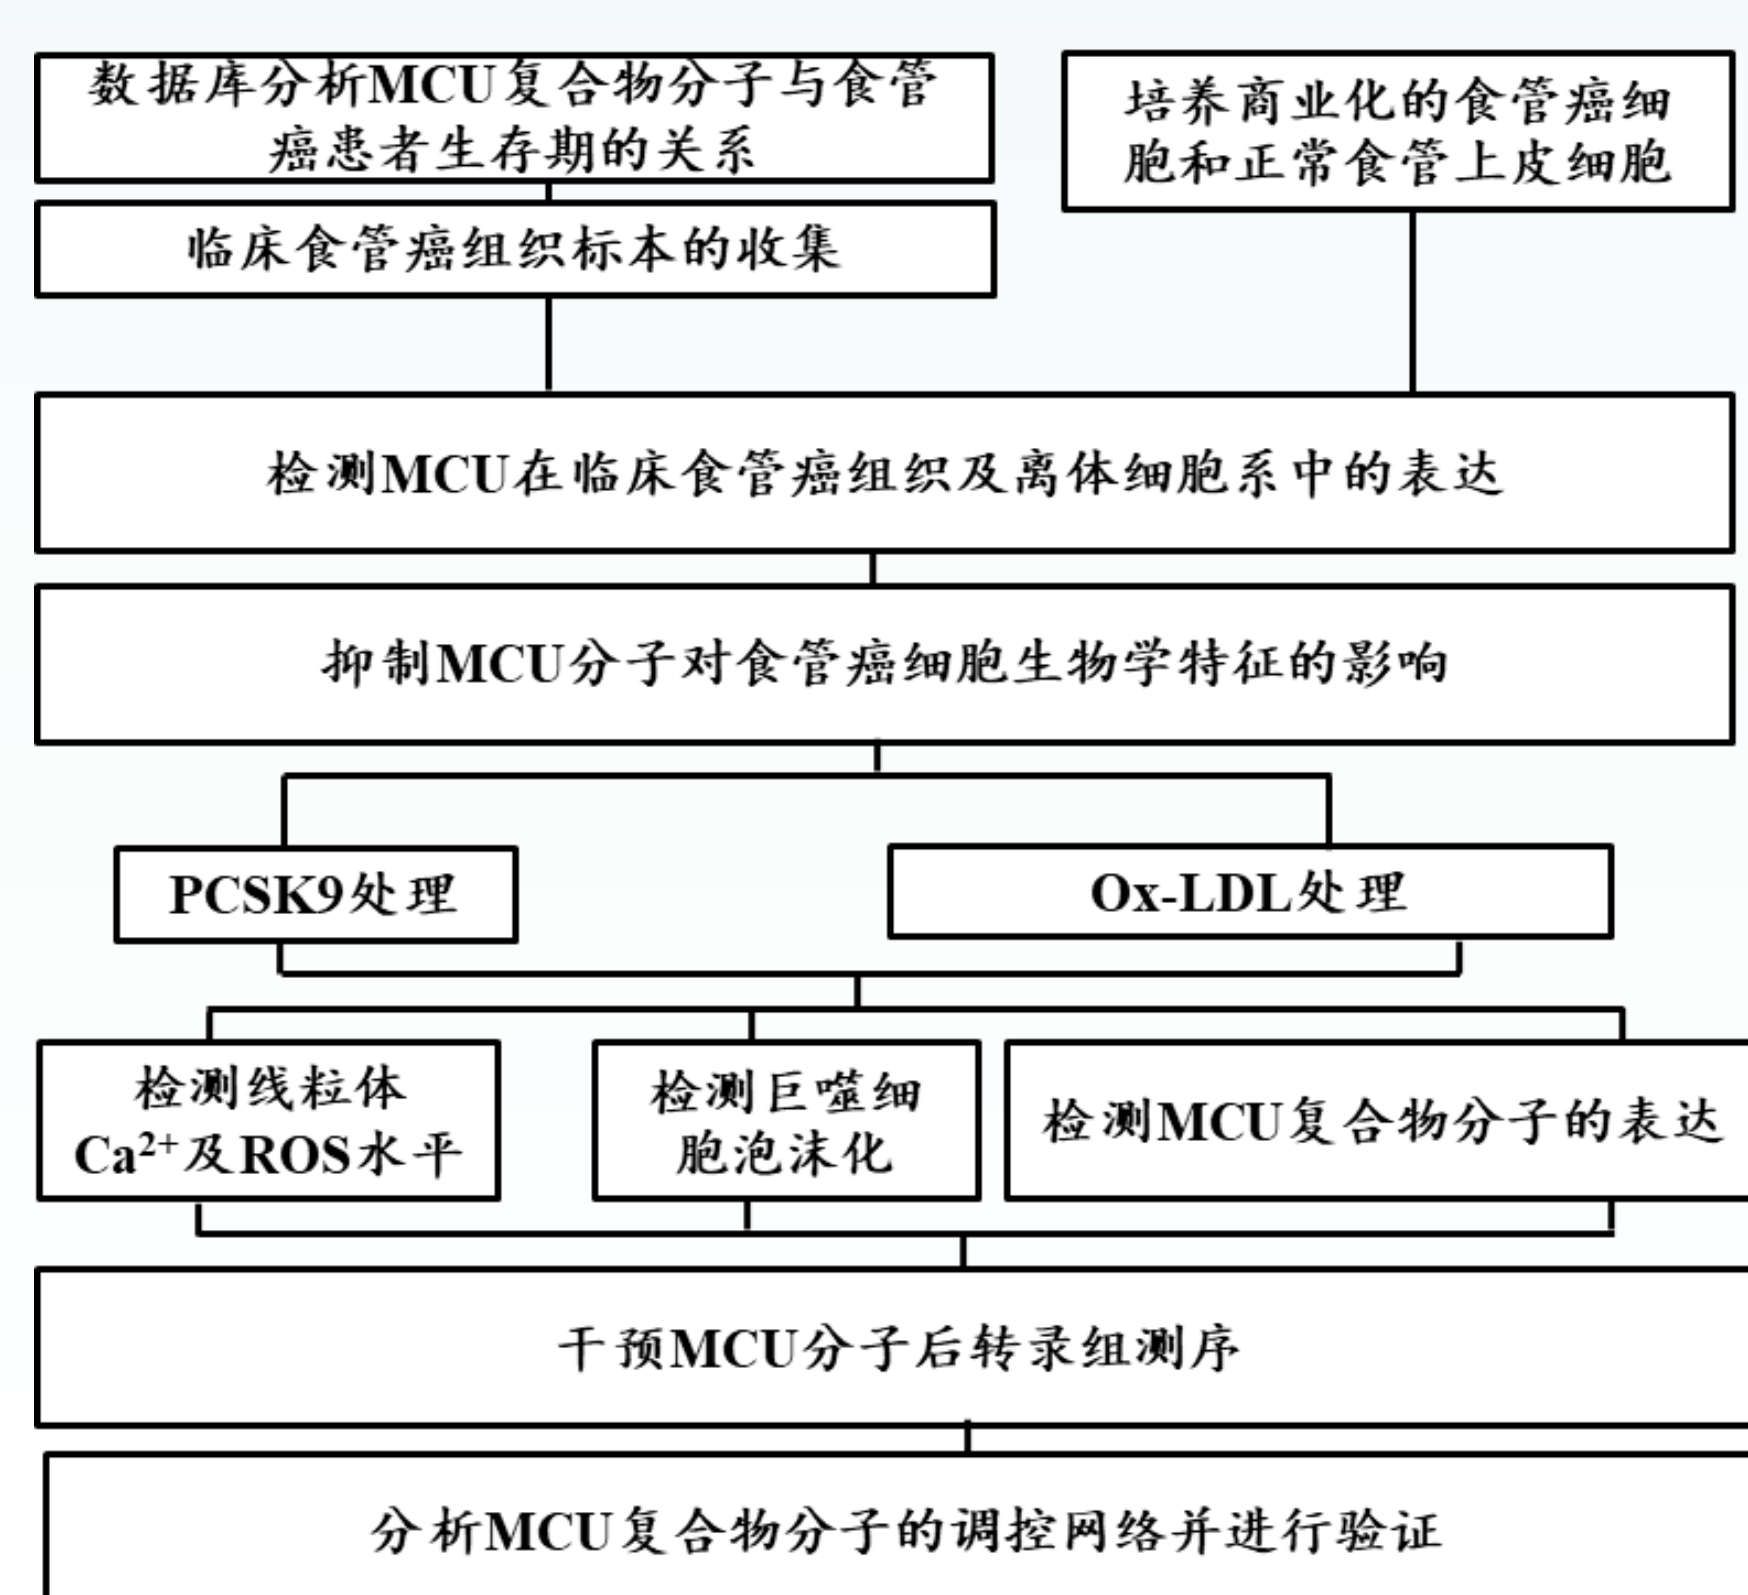 数据库分析MCU复合物分子与食管
癌患者生存期的关系
培养商业化的食管癌细
胞和正常食管上皮细胞
临床食管癌组织标本的收集
检测MCU在临床食管癌组织及离体细胞系中的表达
抑制MCU分子对食管癌细胞生物学特征的影响
PCSK9处理
Ox-LDL处理
检测线粒体
Ca²⁺及ROS水平
检测巨噬细
胞泡沫化
检测MCU复合物分子的表达
干预MCU分子后转录组测序
分析MCU复合物分子的调控网络并进行验证